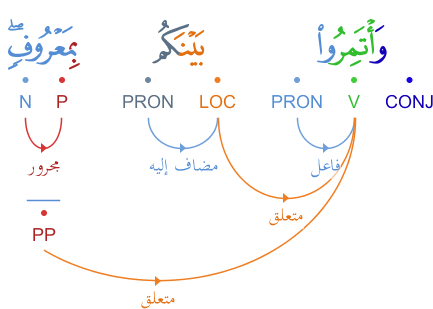 وَأْتَمِرُوا۟ بَيْنَكُم بِمَعْرُوفٍۢ ۖ
CONJ V PRON LOC PRON P N
فاعل مضاف إليه مجرور
متعلق
PP
متعلق